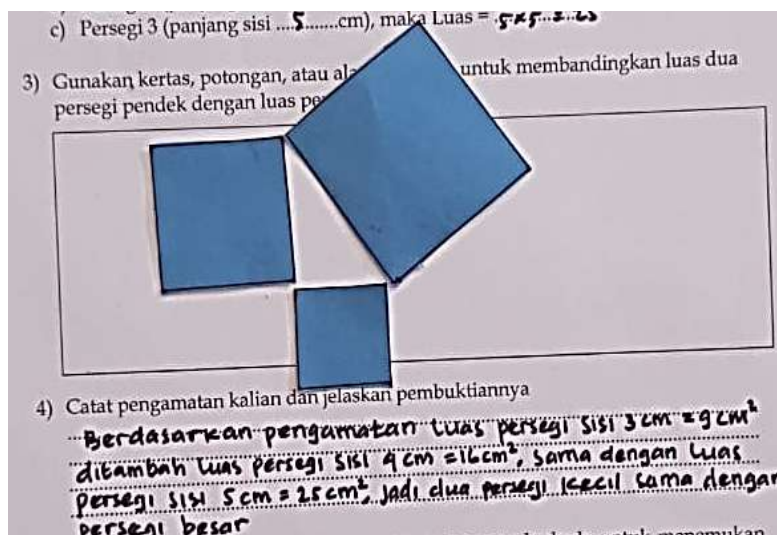 c) Persegi 3 (panjang sisi ....5.......cm), maka Luas = .5x5...=..25
3) Gunakan kertas, potongan, atau untuk membandingkan luas dua
persegi pendek dengan luas
4) Catat pengamatan kalian dan jelaskan pembuktiannya
Berdasarkan pengamatan Luas persegi sisi 3 cm = 9 cm²
ditambah luas persegi sisi 4 cm = 16 cm², sama dengan Luas
persegi sisi 5 cm = 25 cm², jadi dua persegi kecil sama dengan
persegi besar